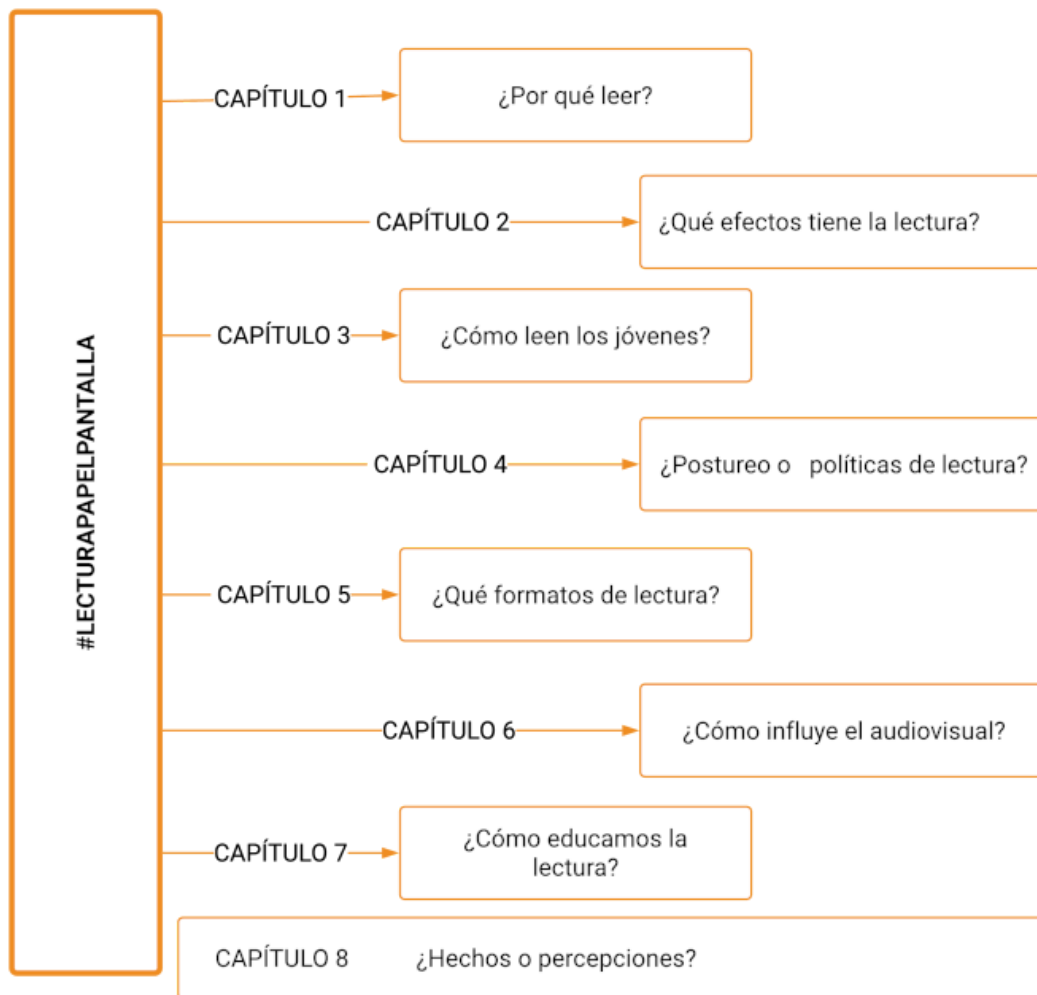 #LECTURAPAPELPANTALLA
CAPÍTULO 1
¿Por qué leer?
CAPÍTULO 2
¿Qué efectos tiene la lectura?
CAPÍTULO 3
¿Cómo leen los jóvenes?
CAPÍTULO 4
¿Postureo o políticas de lectura?
CAPÍTULO 5
¿Qué formatos de lectura?
CAPÍTULO 6
¿Cómo influye el audiovisual?
CAPÍTULO 7
¿Cómo educamos la
lectura?
CAPÍTULO 8 ¿Hechos o percepciones?